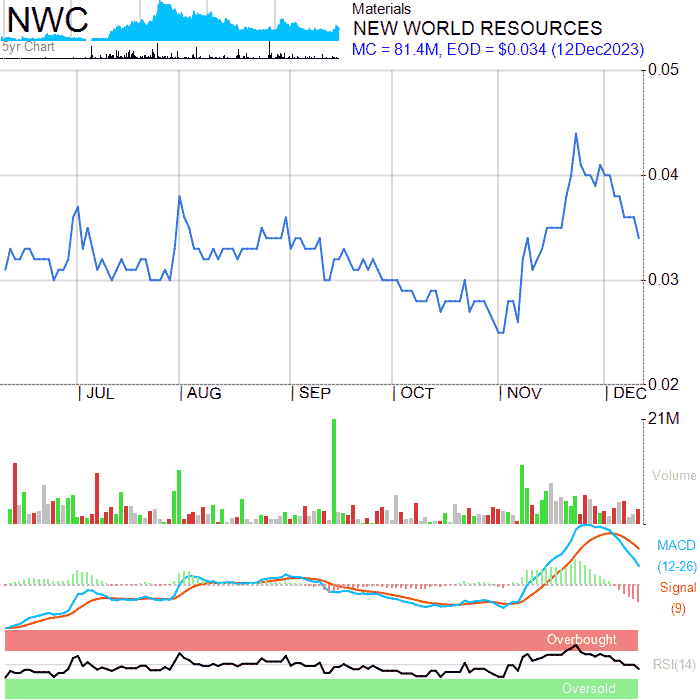 NWC
5yr Chart
Materials
NEW WORLD RESOURCES
MC = 81.4M, EOD = $0.034 (12Dec2023)
0.05
0.04
0.03
0.02
JUL
AUG
SEP
OCT
NOV
DEC
21M
Volume
MACD
(12-26)
Signal
(9)
Overbought
RSI(14)
Oversold